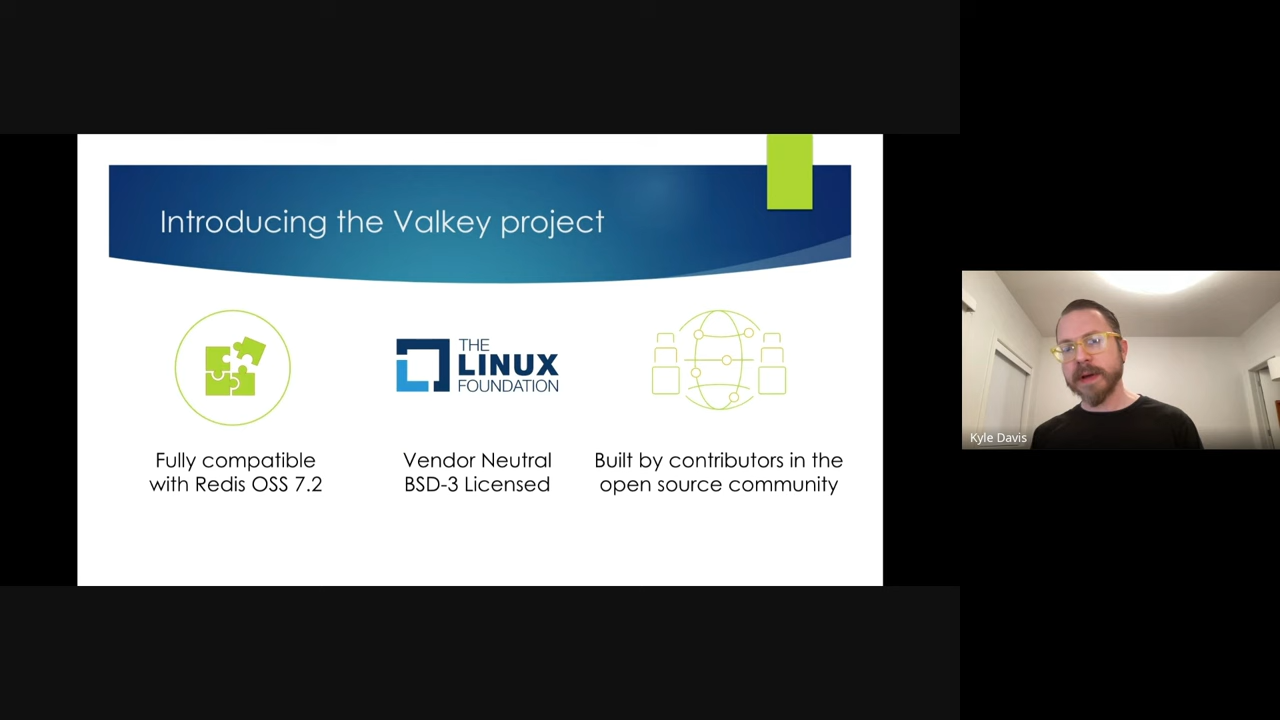 Introducing the Valkey project
THE
LINUX
FOUNDATION
Fully compatible
with Redis OSS 7.2
Vendor Neutral
BSD-3 Licensed
Built by contributors in the
open source community
Kyle Davis